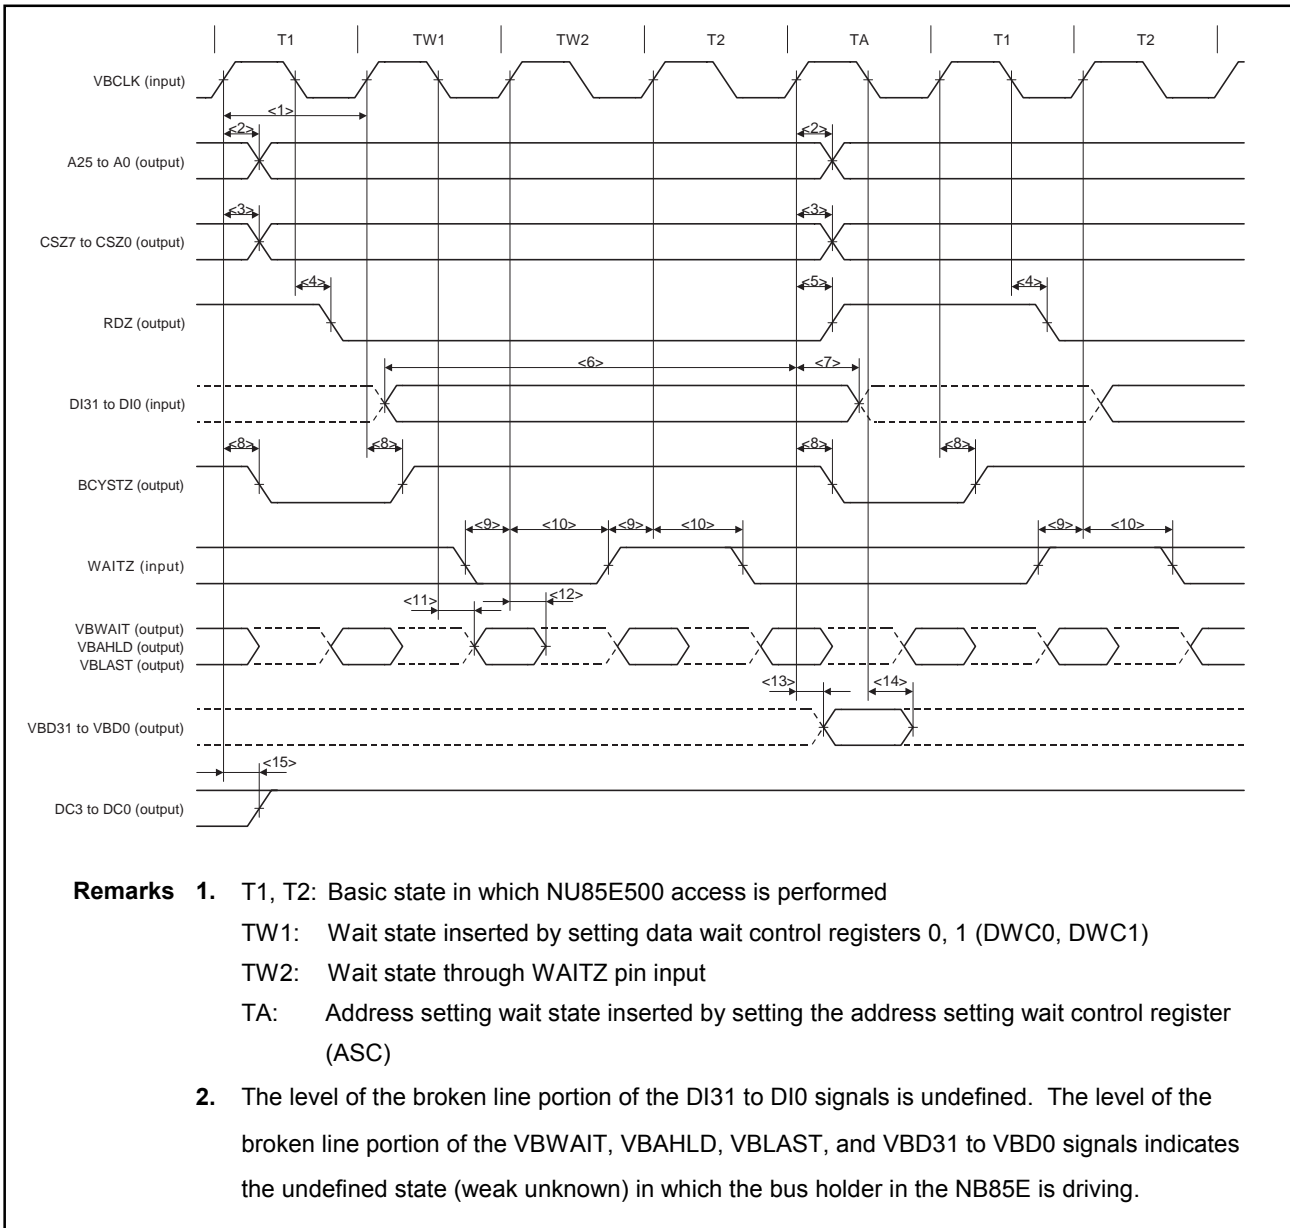 T1 TW1 TW2 T2 TA T1 T2
VBCLK (input)
<1>
<2> <2>
A25 to A0 (output)
<3> <3>
CSZ7 to CSZ0 (output)
<4> <5> <4>
RDZ (output)
<6> <7>
DI31 to DI0 (input)
<8> <8> <8> <8>
BCYSTZ (output)
<9> <10> <9> <10> <9> <10>
WAITZ (input)
<11> <12>
VBWAIT (output)
VBAHLD (output)
VBLAST (output)
<13> <14>
VBD31 to VBD0 (output)
<15>
DC3 to DC0 (output)
Remarks 1. T1, T2: Basic state in which NU85E500 access is performed
TW1: Wait state inserted by setting data wait control registers 0, 1 (DWC0, DWC1)
TW2: Wait state through WAITZ pin input
TA: Address setting wait state inserted by setting the address setting wait control register
(ASC)
2. The level of the broken line portion of the DI31 to DI0 signals is undefined. The level of the
broken line portion of the VBWAIT, VBAHLD, VBLAST, and VBD31 to VBD0 signals indicates
the undefined state (weak unknown) in which the bus holder in the NB85E is driving.